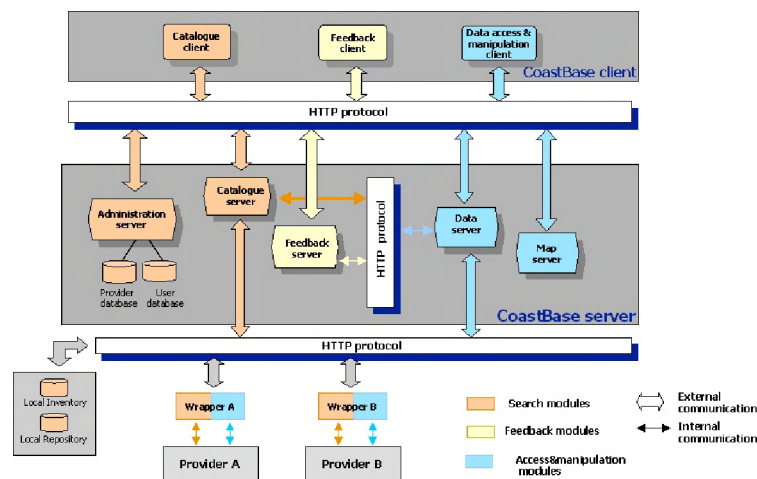 Catalogue
client
Feedback
client
Data access &
manipulation
client
CoastBase client
HTTP protocol
Administration
server
Catalogue
server
Feedback
server
HTTP protocol
Data
server
Map
server
Provider
database
User
database
CoastBase server
HTTP protocol
Local Inventory
Local Repository
Wrapper A
Wrapper B
Provider A
Provider B
Search modules
Feedback modules
Access&manipulation
modules
External
communication
Internal
communication